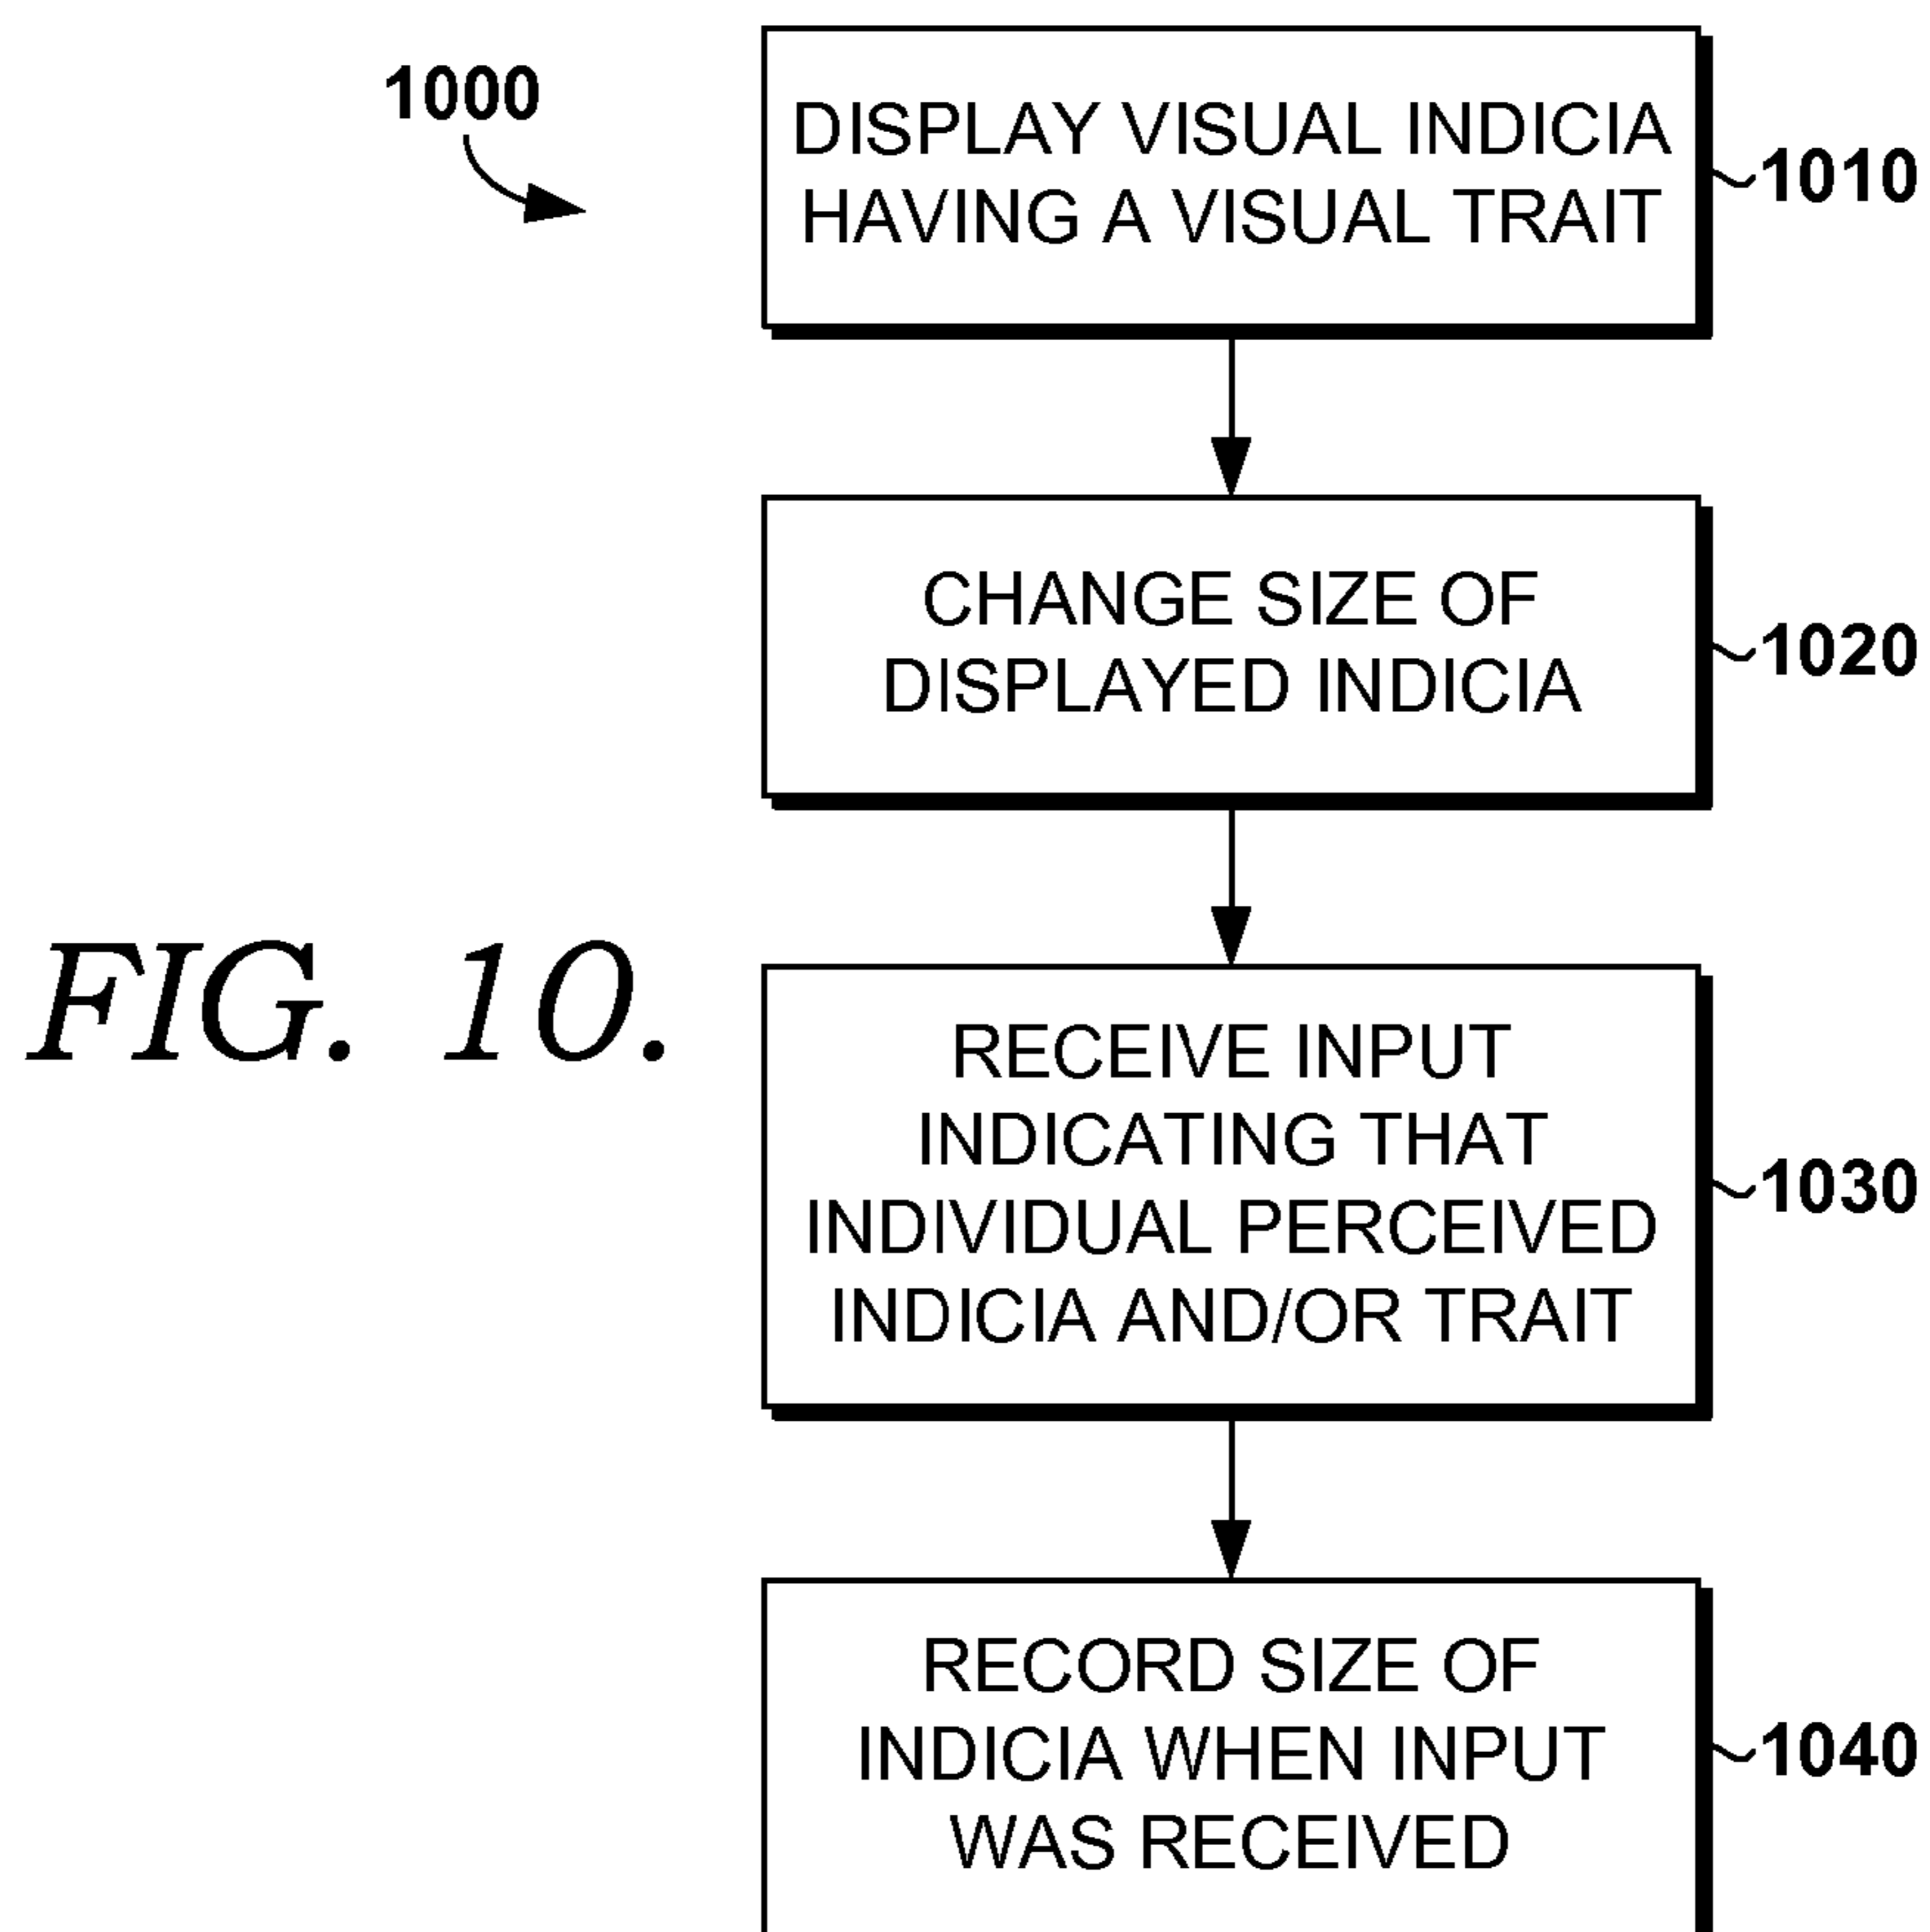 1000
DISPLAY VISUAL INDICIA
HAVING A VISUAL TRAIT
1010
CHANGE SIZE OF
DISPLAYED INDICIA
1020
FIG. 10.
RECEIVE INPUT
INDICATING THAT
INDIVIDUAL PERCEIVED
INDICIA AND/OR TRAIT
1030
RECORD SIZE OF
INDICIA WHEN INPUT
WAS RECEIVED
1040